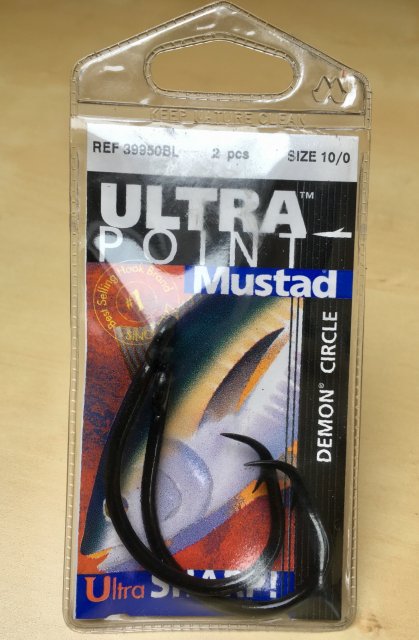 KEEP NATURE CLEAN
REF 39950BL 2 pcs SIZE 10/0
ULTRA™
POINT
Mustad
Best Selling Hook Brand
#1
DEMON® CIRCLE
Ultra SHARP!